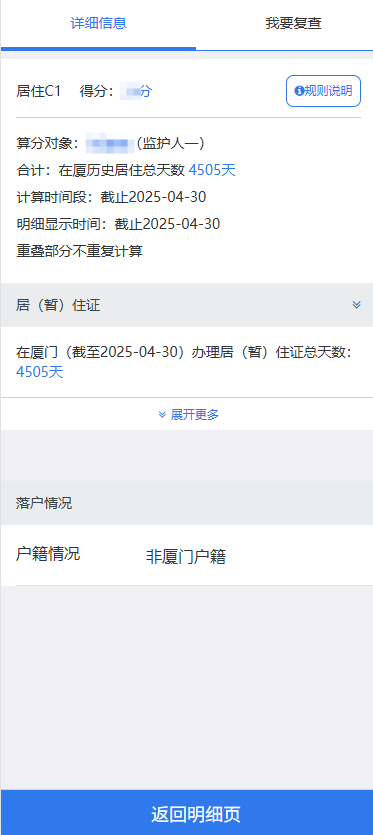 详细信息 我要复查
居住C1 得分： 分 规则说明
算分对象： （监护人一）
合计：在厦历史居住总天数 4505天
计算时间段：截止2025-04-30
明细显示时间：截止2025-04-30
重叠部分不重复计算
居（暂）住证
在厦门（截至2025-04-30）办理居（暂）住证总天数：
4505天
展开更多
落户情况
户籍情况 非厦门户籍
返回明细页